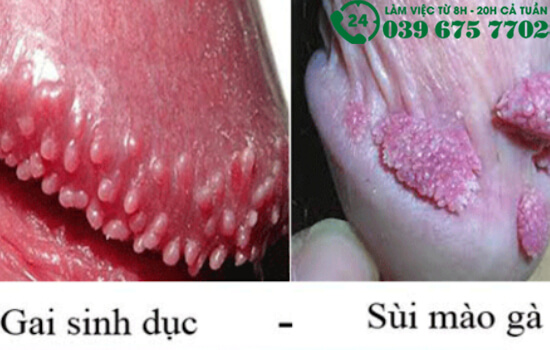 LÀM VIỆC TỪ 8H - 20H CẢ TUẦN
24 039 675 7702
Gai sinh dục - Sùi mào gà